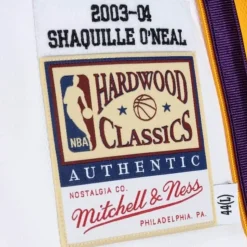 2003-04
SHAQUILLE O'NEAL
NBA
HARDWOOD
CLASSICS
AUTHENTIC
NOSTALGIA CO.
Mitchell & Ness
PHILADELPHIA, PA.
44(L)